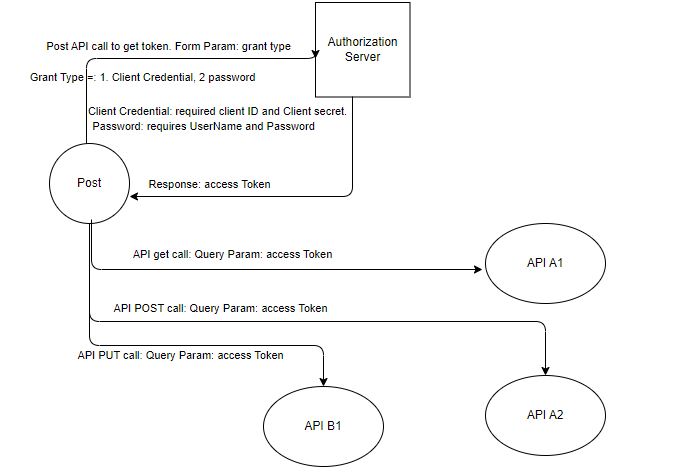 Post API call to get token. Form Param: grant type
Authorization
Server
Grant Type =: 1. Client Credential, 2 password
Client Credential: required client ID and Client secret.
Password: requires UserName and Password
Post
Response: access Token
API get call: Query Param: access Token
API A1
API POST call: Query Param: access Token
API PUT call: Query Param: access Token
API B1
API A2